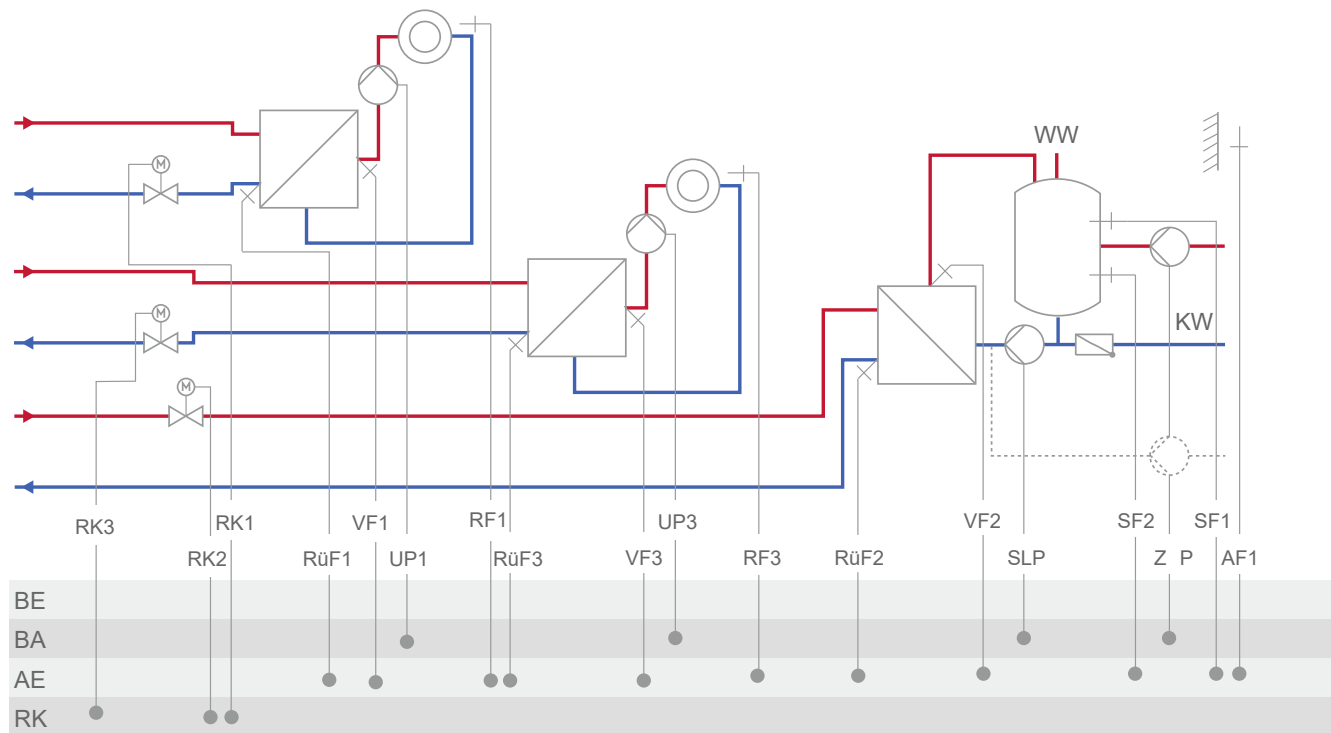 M
WW
M
KW
M
RK3 RK1 VF1 RF1 UP3 VF2 SF2 SF1
RK2 RüF1 UP1 RüF3 VF3 RF3 RüF2 SLP Z P AF1
BE
BA
AE
RK